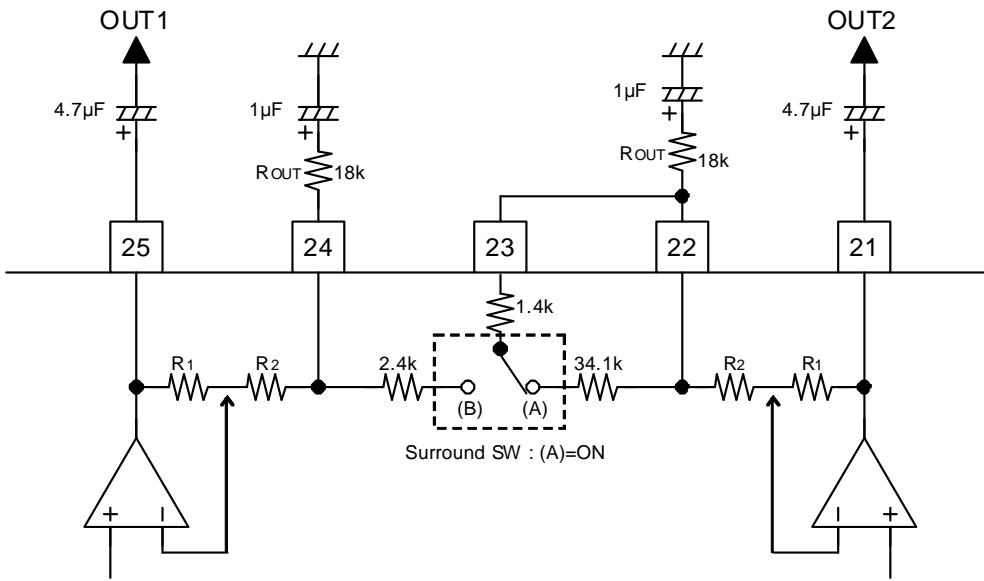 OUT1
OUT2
4.7μF
+
1μF
+
1μF
+
4.7μF
+
ROUT
18k
ROUT
18k
25
24
23
22
21
1.4k
R1
R2
2.4k
34.1k
R2
R1
(B)
(A)
Surround SW : (A)=ON
+
−
−
+